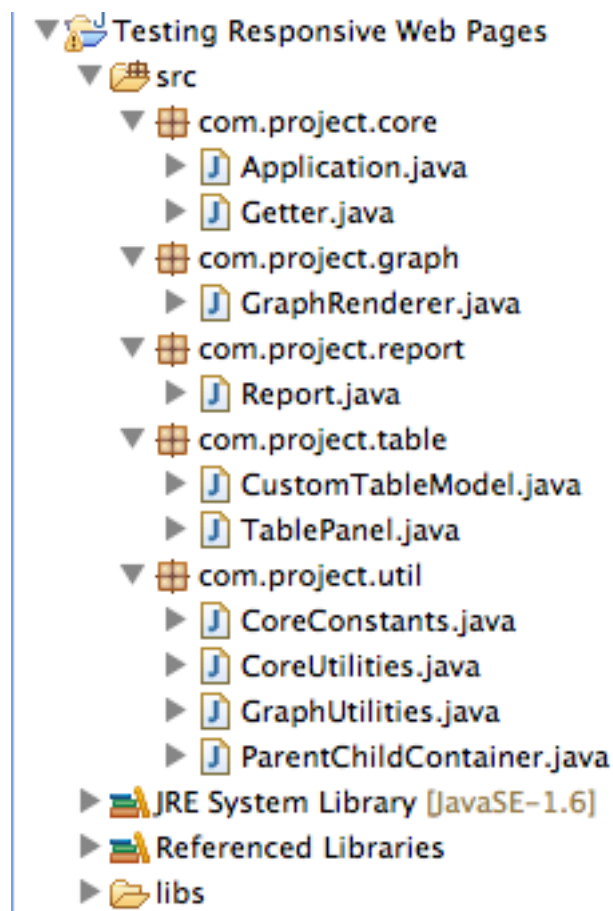 Testing Responsive Web Pages
src
com.project.core
Application.java
Getter.java
com.project.graph
GraphRenderer.java
com.project.report
Report.java
com.project.table
CustomTableModel.java
TablePanel.java
com.project.util
CoreConstants.java
CoreUtilities.java
GraphUtilities.java
ParentChildContainer.java
JRE System Library [JavaSE-1.6]
Referenced Libraries
libs